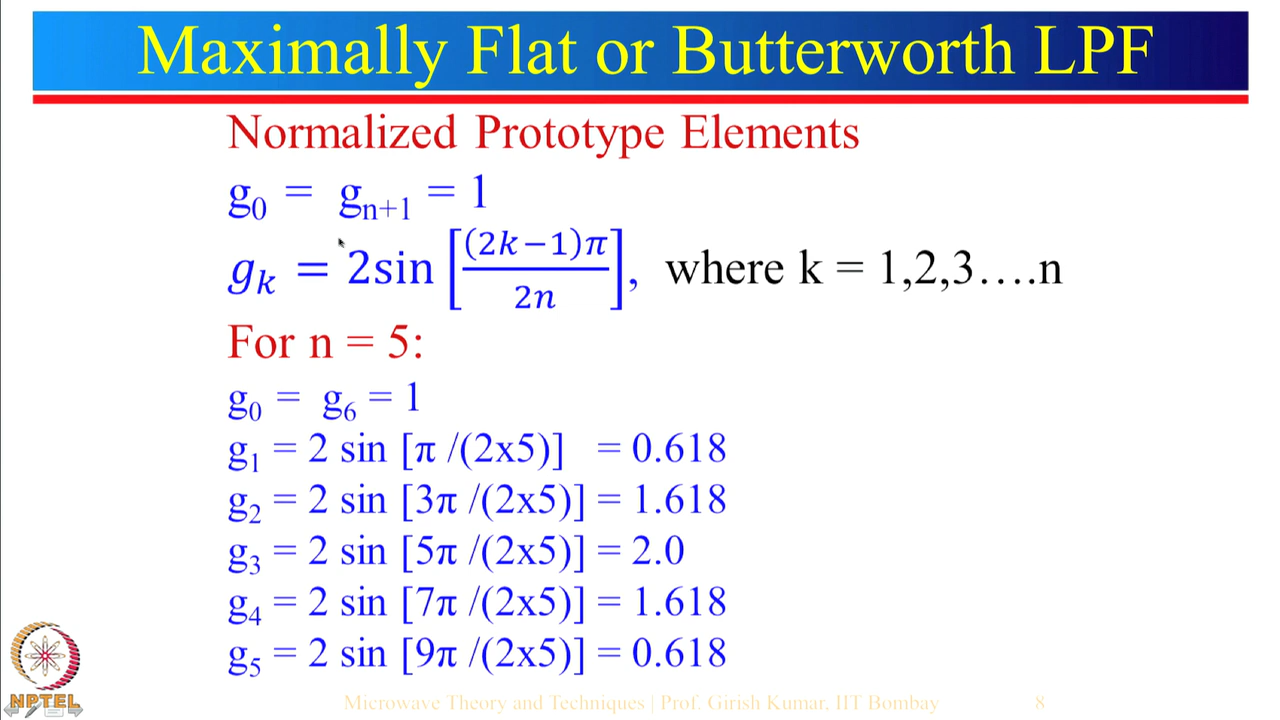 Maximally Flat or Butterworth LPF
Normalized Prototype Elements
g₀ = gₙ₊₁ = 1
gₖ = 2sin [(2k−1)π / 2n], where k = 1,2,3….n
For n = 5:
g₀ = g₆ = 1
g₁ = 2 sin [π /(2x5)] = 0.618
g₂ = 2 sin [3π /(2x5)] = 1.618
g₃ = 2 sin [5π /(2x5)] = 2.0
g₄ = 2 sin [7π /(2x5)] = 1.618
g₅ = 2 sin [9π /(2x5)] = 0.618
NPTEL
Microwave Theory and Techniques | Prof. Girish Kumar, IIT Bombay 8